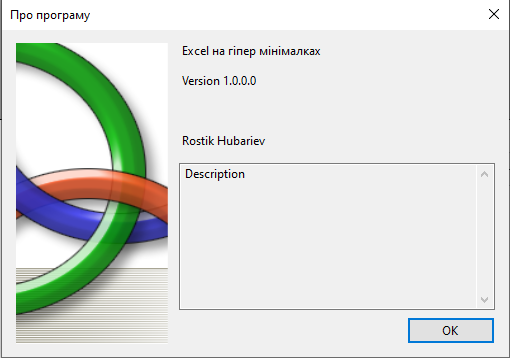 Про програму
Excel на гіпер мінімалках
Version 1.0.0.0
Rostik Hubariev
Description
OK